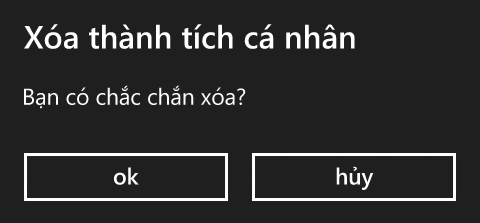 Xóa thành tích cá nhân
Bạn có chắc chắn xóa?
ok
hủy